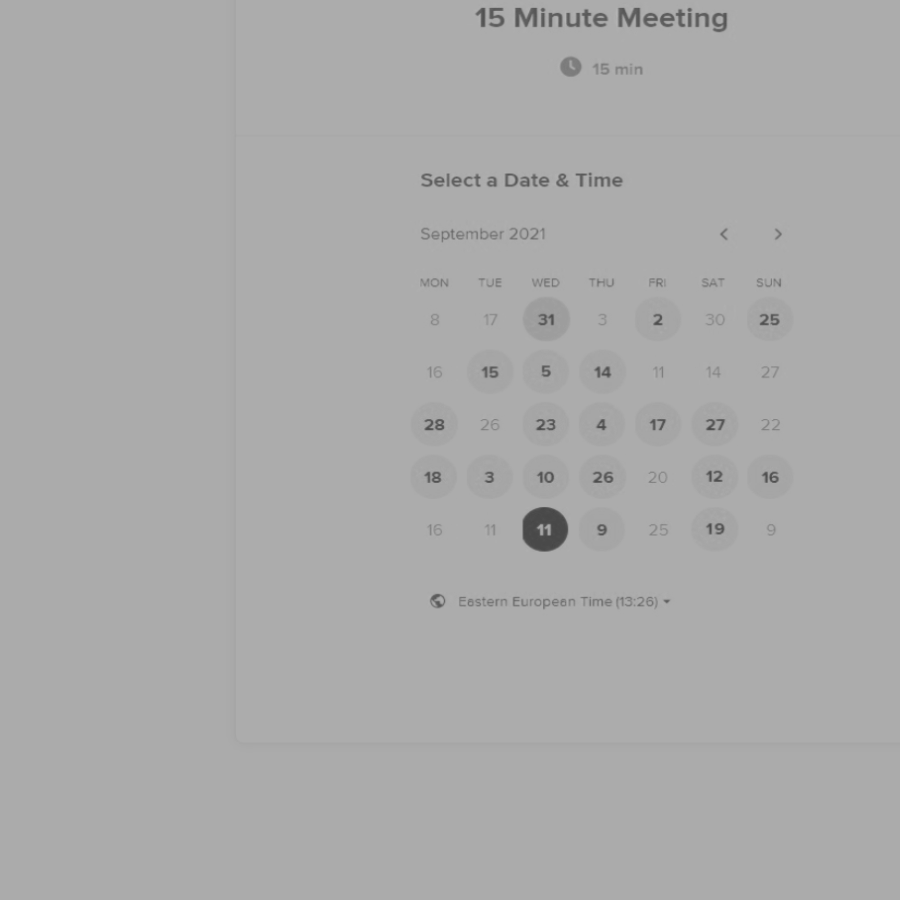 15 Minute Meeting
15 min
Select a Date & Time
September 2021
MON TUE WED THU FRI SAT SUN
8 17 31 3 2 30 25
16 15 5 14 11 14 27
28 26 23 4 17 27 22
18 3 10 26 20 12 16
16 11 11 9 25 19 9
Eastern European Time (13:26)